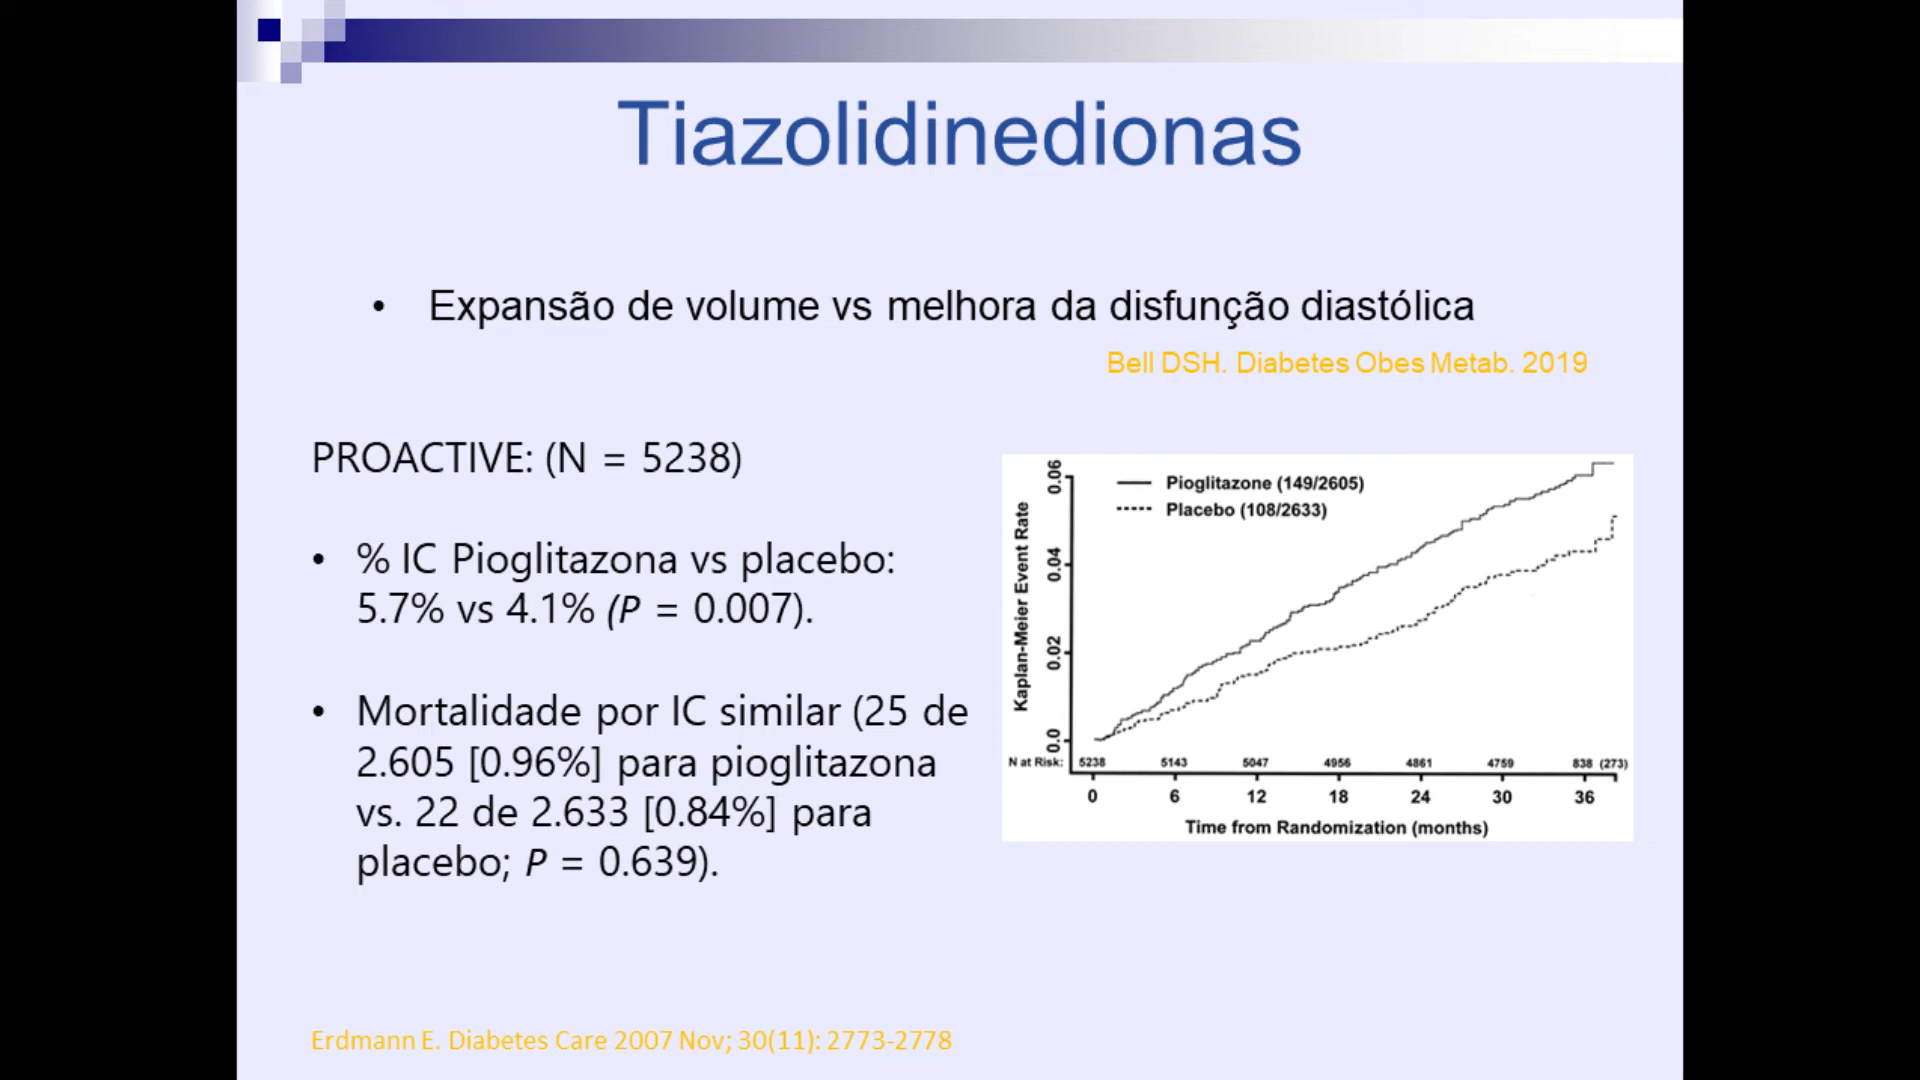 Tiazolidinedionas
• Expansão de volume vs melhora da disfunção diastólica
Bell DSH. Diabetes Obes Metab. 2019
PROACTIVE: (N = 5238)
• % IC Pioglitazona vs placebo:
5.7% vs 4.1% (P = 0.007).
• Mortalidade por IC similar (25 de
2.605 [0.96%] para pioglitazona
vs. 22 de 2.633 [0.84%] para
placebo; P = 0.639).
Pioglitazone (149/2605)
Placebo (108/2633)
Kaplan-Meier Event Rate
0.06
0.04
0.02
0.0
N at Risk: 5238 5143 5047 4956 4861 4759 838 (273)
0 6 12 18 24 30 36
Time from Randomization (months)
Erdmann E. Diabetes Care 2007 Nov; 30(11): 2773-2778